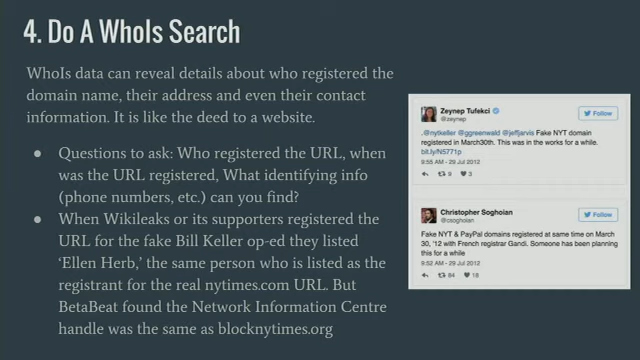 4. Do A WhoIs Search
WhoIs data can reveal details about who registered the
domain name, their address and even their contact
information. It is like the deed to a website.
● Questions to ask: Who registered the URL, when
was the URL registered, What identifying info
(phone numbers, etc.) can you find?
● When Wikileaks or its supporters registered the
URL for the fake Bill Keller op-ed they listed
‘Ellen Herb,’ the same person who is listed as the
registrant for the real nytimes.com URL. But
BetaBeat found the Network Information Centre
handle was the same as blocknytimes.org
Zeynep Tufekci
@zeynep
Follow
.@nytkeller @ggreenwald @jeffjarvis Fake NYT domain
registered in March30th. This was in the works for a while.
bit.ly/N5771p
9:55 AM - 29 Jul 2012
9 3
Christopher Soghoian
@csoghoian
Follow
Fake NYT & PayPal domains registered at same time on March
30, '12 with French registrar Gandi. Someone has been planning
this for a while
9:52 AM - 29 Jul 2012
84 16